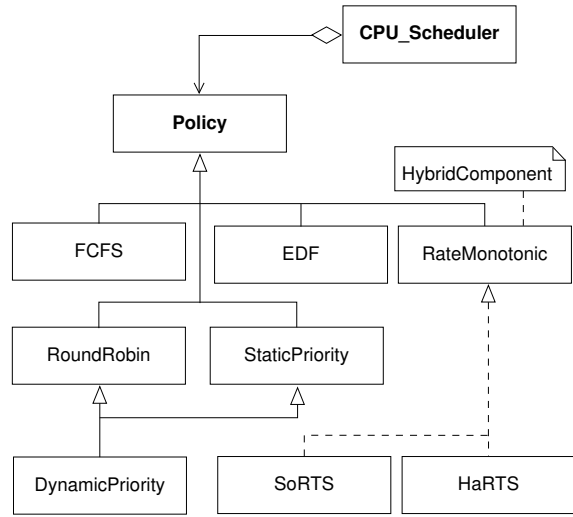 CPU_Scheduler
Policy
HybridComponent
FCFS
EDF
RateMonotonic
RoundRobin
StaticPriority
DynamicPriority
SoRTS
HaRTS